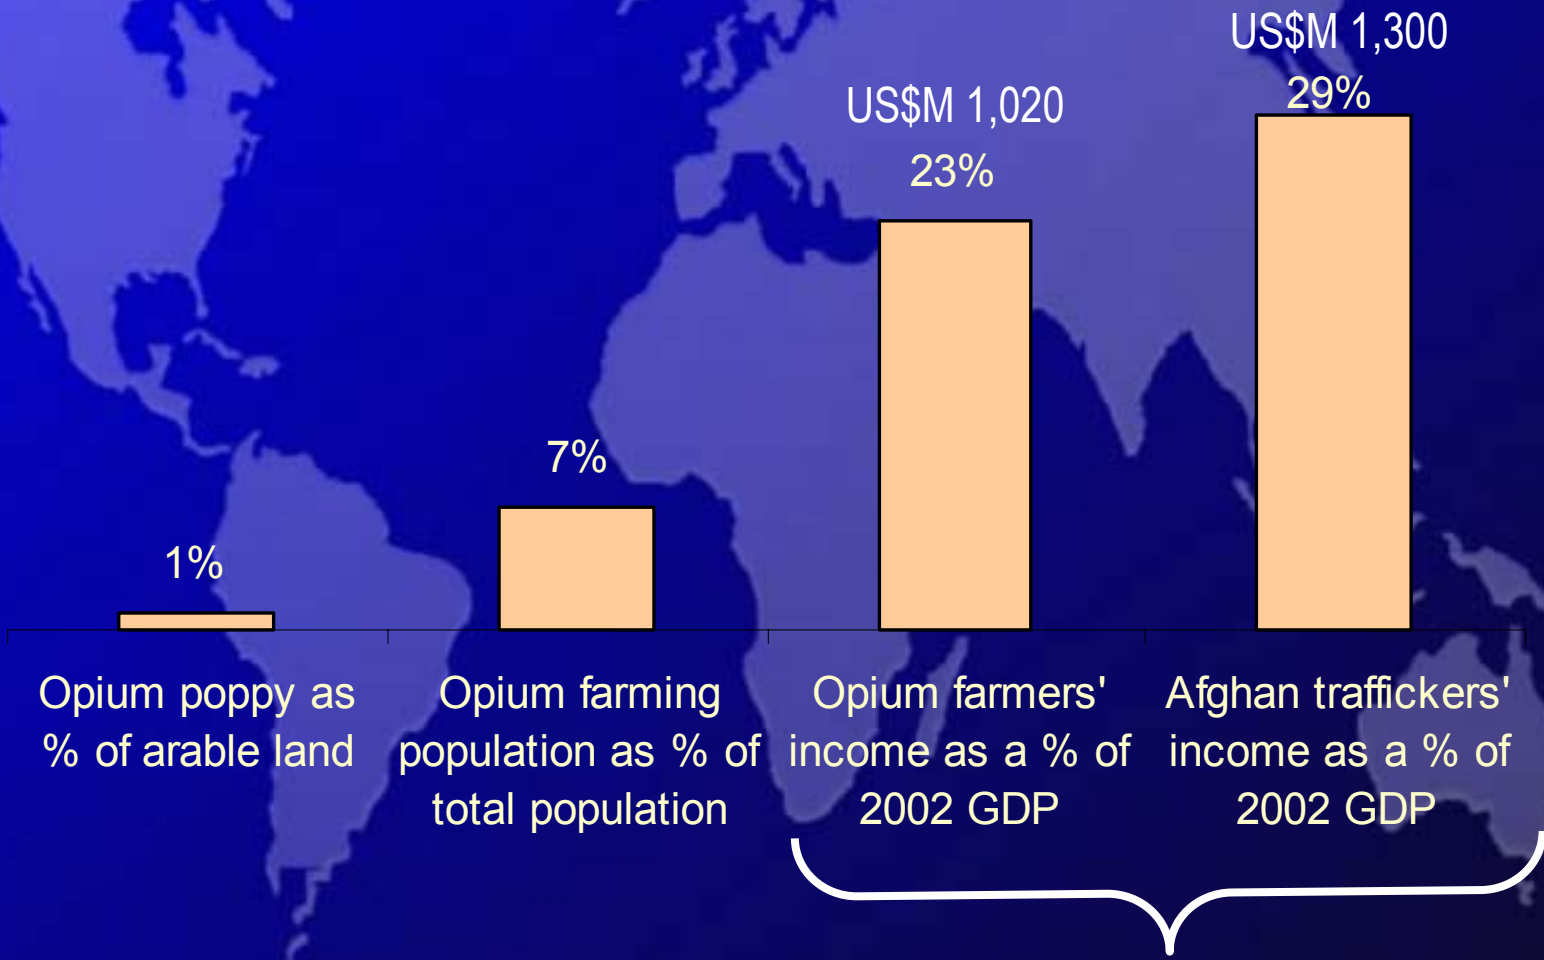 US$M 1,300
29%
US$M 1,020
23%
7%
1%
Opium poppy as
% of arable land
Opium farming
population as % of
total population
Opium farmers'
income as a % of
2002 GDP
Afghan traffickers'
income as a % of
2002 GDP